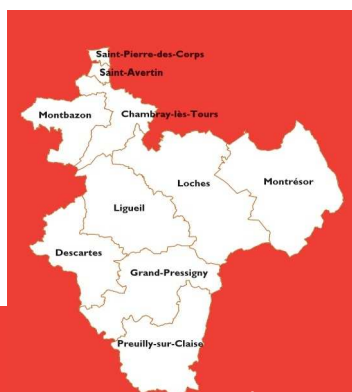 Saint-Pierre-des-Corps
Saint-Avertin
Montbazon
Chambray-lès-Tours
Loches
Montrésor
Ligueil
Descartes
Grand-Pressigny
Preuilly-sur-Claise